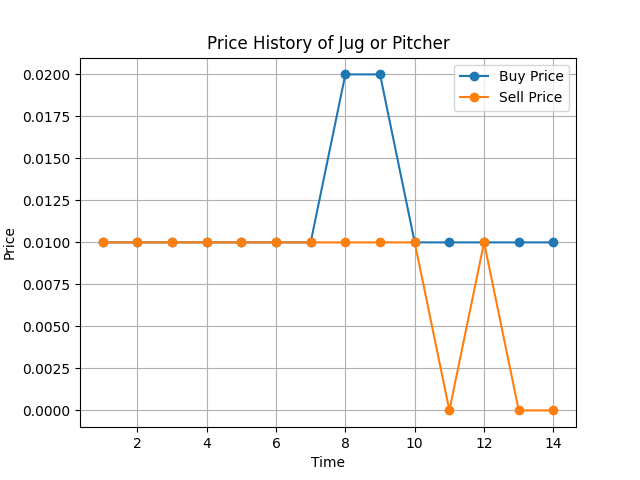 Price History of Jug or Pitcher
Buy Price
Sell Price
0.0200
0.0175
0.0150
0.0125
0.0100
0.0075
0.0050
0.0025
0.0000
Price
2 4 6 8 10 12 14
Time